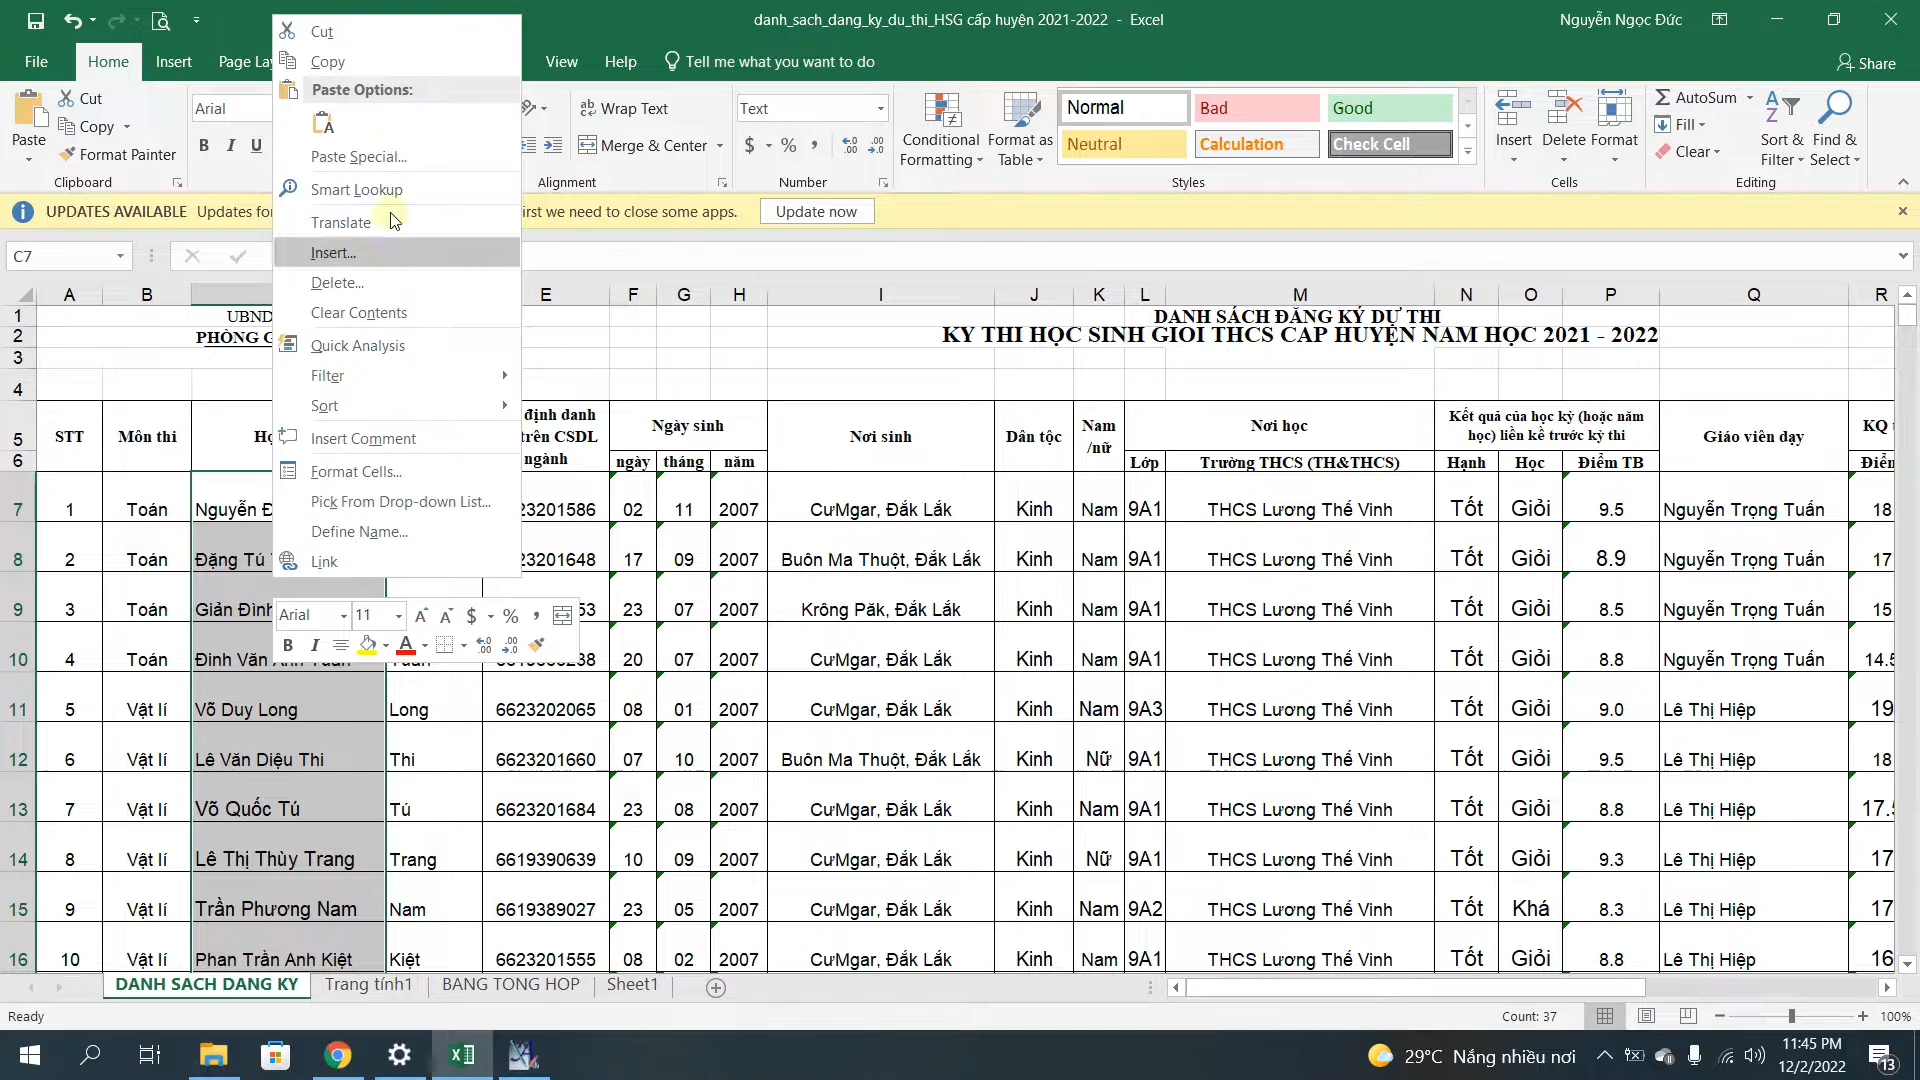 danh_sach_dang_ky_du_thi_HSG cấp huyện 2021-2022 - Excel
Nguyễn Ngọc Đức
File Home Insert Page Lay View Help Tell me what you want to do Share
Paste Cut Copy Format Painter Clipboard
Arial B I U
Wrap Text Merge & Center Alignment
Text $ % , Number
Conditional Formatting Format as Table
Normal Bad Good
Neutral Calculation Check Cell
Styles
Insert Delete Format Cells
AutoSum Fill Clear Sort & Filter Find & Select Editing
UPDATES AVAILABLE Updates for irst we need to close some apps. Update now
C7
Cut
Copy
Paste Options:
Paste Special...
Smart Lookup
Translate
Insert...
Delete...
Clear Contents
Quick Analysis
Filter
Sort
Insert Comment
Format Cells...
Pick From Drop-down List...
Define Name...
Link
Arial 11 $ % ,
B I A
A B E F G H I J K L M N O P Q R
1 UBND DANH SÁCH ĐĂNG KÝ DỰ THI
2 PHÒNG G KỲ THI HỌC SINH GIỎI THCS CẤP HUYỆN NĂM HỌC 2021 - 2022
3
4
5 STT Môn thi Họ định danh trên CSDL ngành Ngày sinh Nơi sinh Dân tộc Nam /nữ Nơi học Kết quả của học kỳ (hoặc năm học) liền kề trước kỳ thi Giáo viên dạy KQ
6 ngày tháng năm Lớp Trường THCS (TH&THCS) Hạnh Học Điểm TB Điểm
7 1 Toán Nguyễn Đ 23201586 02 11 2007 CưMgar, Đắk Lắk Kinh Nam 9A1 THCS Lương Thế Vinh Tốt Giỏi 9.5 Nguyễn Trọng Tuấn 18
8 2 Toán Đặng Tú 23201648 17 09 2007 Buôn Ma Thuột, Đắk Lắk Kinh Nam 9A1 THCS Lương Thế Vinh Tốt Giỏi 8.9 Nguyễn Trọng Tuấn 17
9 3 Toán Giản Đình 53 23 07 2007 Krông Păk, Đắk Lắk Kinh Nam 9A1 THCS Lương Thế Vinh Tốt Giỏi 8.5 Nguyễn Trọng Tuấn 15
10 4 Toán Đinh Văn Anh Tuấn Tuấn 20 07 2007 CưMgar, Đắk Lắk Kinh Nam 9A1 THCS Lương Thế Vinh Tốt Giỏi 8.8 Nguyễn Trọng Tuấn 14.5
11 5 Vật lí Võ Duy Long Long 6623202065 08 01 2007 CưMgar, Đắk Lắk Kinh Nam 9A3 THCS Lương Thế Vinh Tốt Giỏi 9.0 Lê Thị Hiệp 19
12 6 Vật lí Lê Văn Diệu Thi Thi 6623201660 07 10 2007 Buôn Ma Thuột, Đắk Lắk Kinh Nữ 9A1 THCS Lương Thế Vinh Tốt Giỏi 9.5 Lê Thị Hiệp 18
13 7 Vật lí Võ Quốc Tú Tú 6623201684 23 08 2007 CưMgar, Đắk Lắk Kinh Nam 9A1 THCS Lương Thế Vinh Tốt Giỏi 8.8 Lê Thị Hiệp 17.5
14 8 Vật lí Lê Thị Thùy Trang Trang 6619390639 10 09 2007 CưMgar, Đắk Lắk Kinh Nữ 9A1 THCS Lương Thế Vinh Tốt Giỏi 9.3 Lê Thị Hiệp 17
15 9 Vật lí Trần Phương Nam Nam 6619389027 23 05 2007 CưMgar, Đắk Lắk Kinh Nam 9A2 THCS Lương Thế Vinh Tốt Khá 8.3 Lê Thị Hiệp 17
16 10 Vật lí Phan Trần Anh Kiệt Kiệt 6623201555 08 02 2007 CưMgar, Đắk Lắk Kinh Nam 9A1 THCS Lương Thế Vinh Tốt Giỏi 8.8 Lê Thị Hiệp 16
DANH SACH DANG KY Trang tính1 BANG TONG HOP Sheet1
Ready Count: 37 100%
29°C Nắng nhiều nơi
11:45 PM
12/2/2022
13